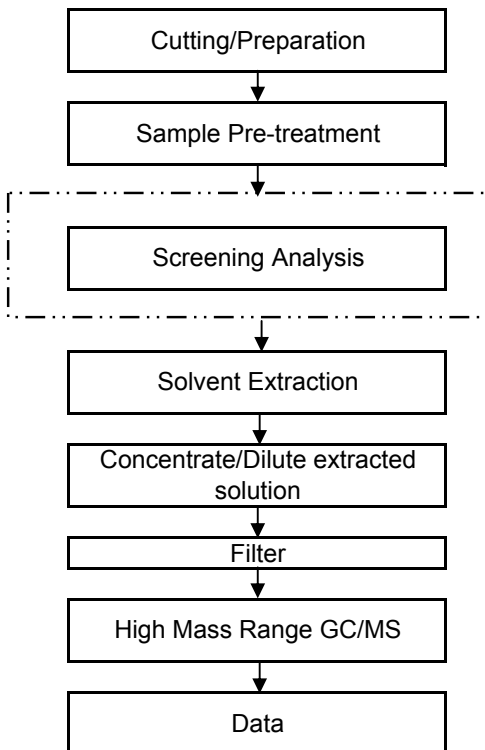 Cutting/Preparation
Sample Pre-treatment
Screening Analysis
Solvent Extraction
Concentrate/Dilute extracted
solution
Filter
High Mass Range GC/MS
Data